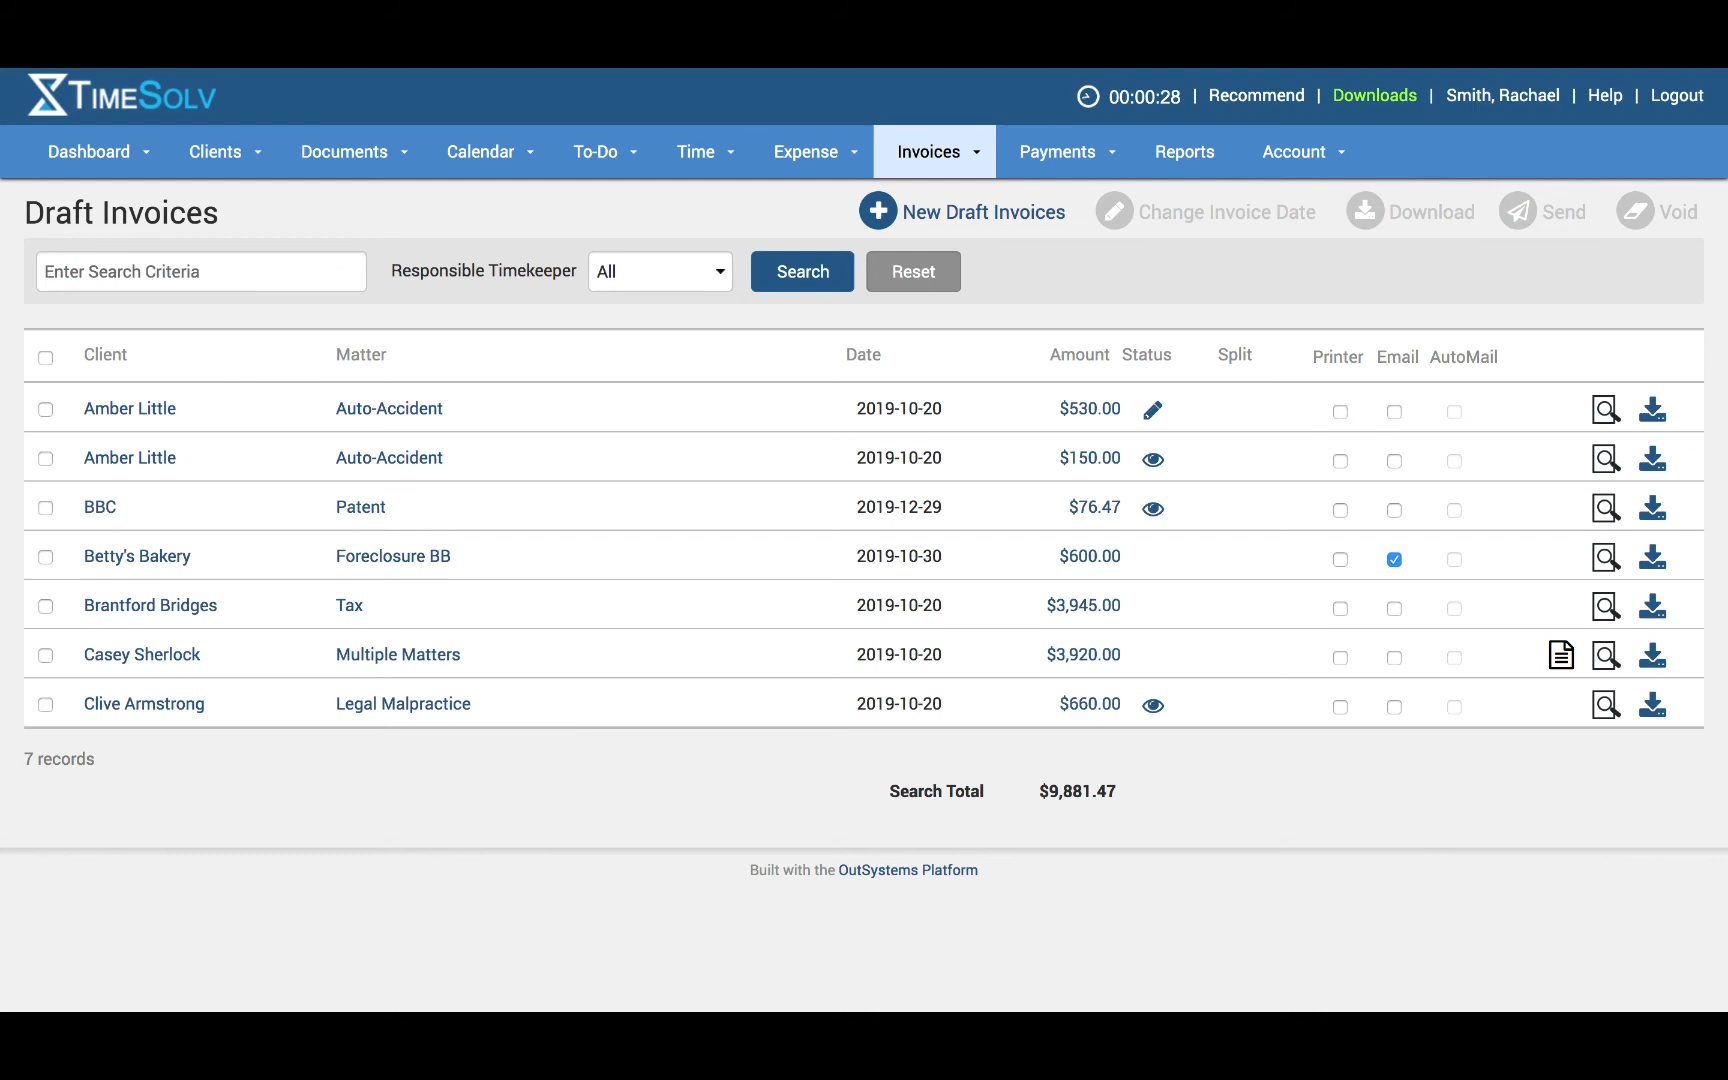 TIMESOLV
00:00:28 | Recommend | Downloads | Smith, Rachael | Help | Logout
Dashboard Clients Documents Calendar To-Do Time Expense Invoices Payments Reports Account
Draft Invoices New Draft Invoices Change Invoice Date Download Send Void
Enter Search Criteria Responsible Timekeeper All Search Reset
Client Matter Date Amount Status Split Printer Email AutoMail
Amber Little Auto-Accident 2019-10-20 $530.00
Amber Little Auto-Accident 2019-10-20 $150.00
BBC Patent 2019-12-29 $76.47
Betty's Bakery Foreclosure BB 2019-10-30 $600.00
Brantford Bridges Tax 2019-10-20 $3,945.00
Casey Sherlock Multiple Matters 2019-10-20 $3,920.00
Clive Armstrong Legal Malpractice 2019-10-20 $660.00
7 records
Search Total $9,881.47
Built with the OutSystems Platform